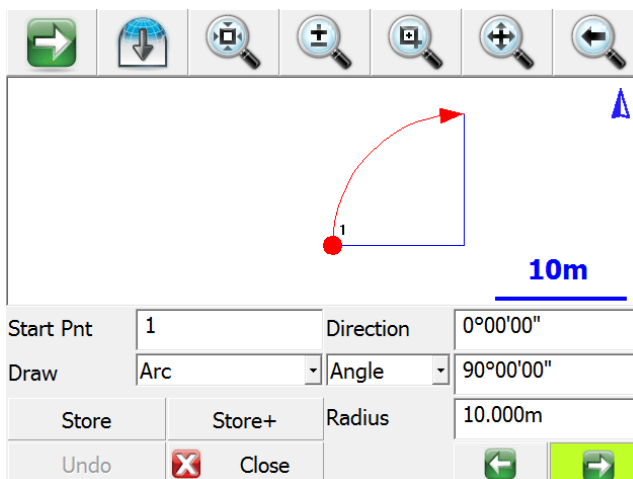 1
10m
Start Pnt 1 Direction 0°00'00"
Draw Arc Angle 90°00'00"
Store Store+ Radius 10.000m
Undo Close